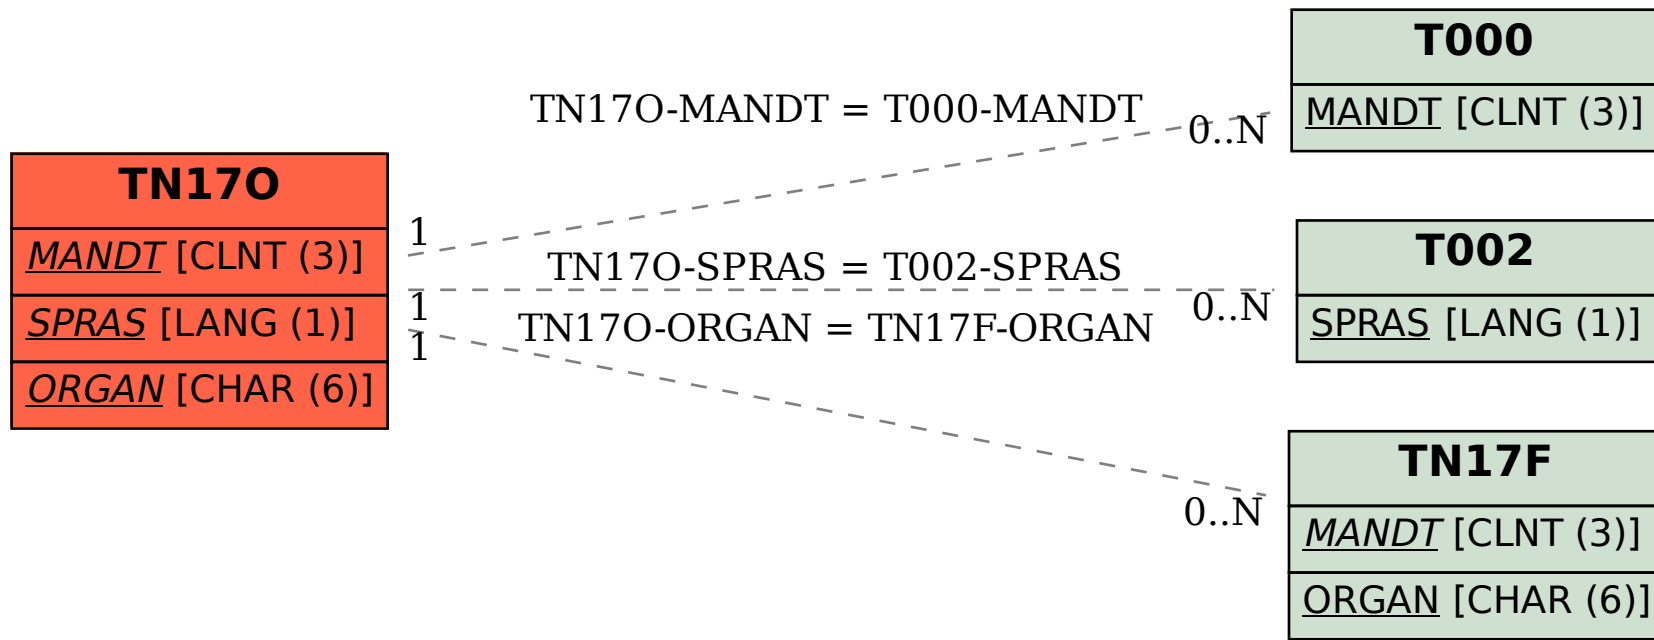 TN17O
MANDT [CLNT (3)]
SPRAS [LANG (1)]
ORGAN [CHAR (6)]
TN17O-MANDT = T000-MANDT
1
0..N
TN17O-SPRAS = T002-SPRAS
1
0..N
TN17O-ORGAN = TN17F-ORGAN
1
0..N
T000
MANDT [CLNT (3)]
T002
SPRAS [LANG (1)]
TN17F
MANDT [CLNT (3)]
ORGAN [CHAR (6)]